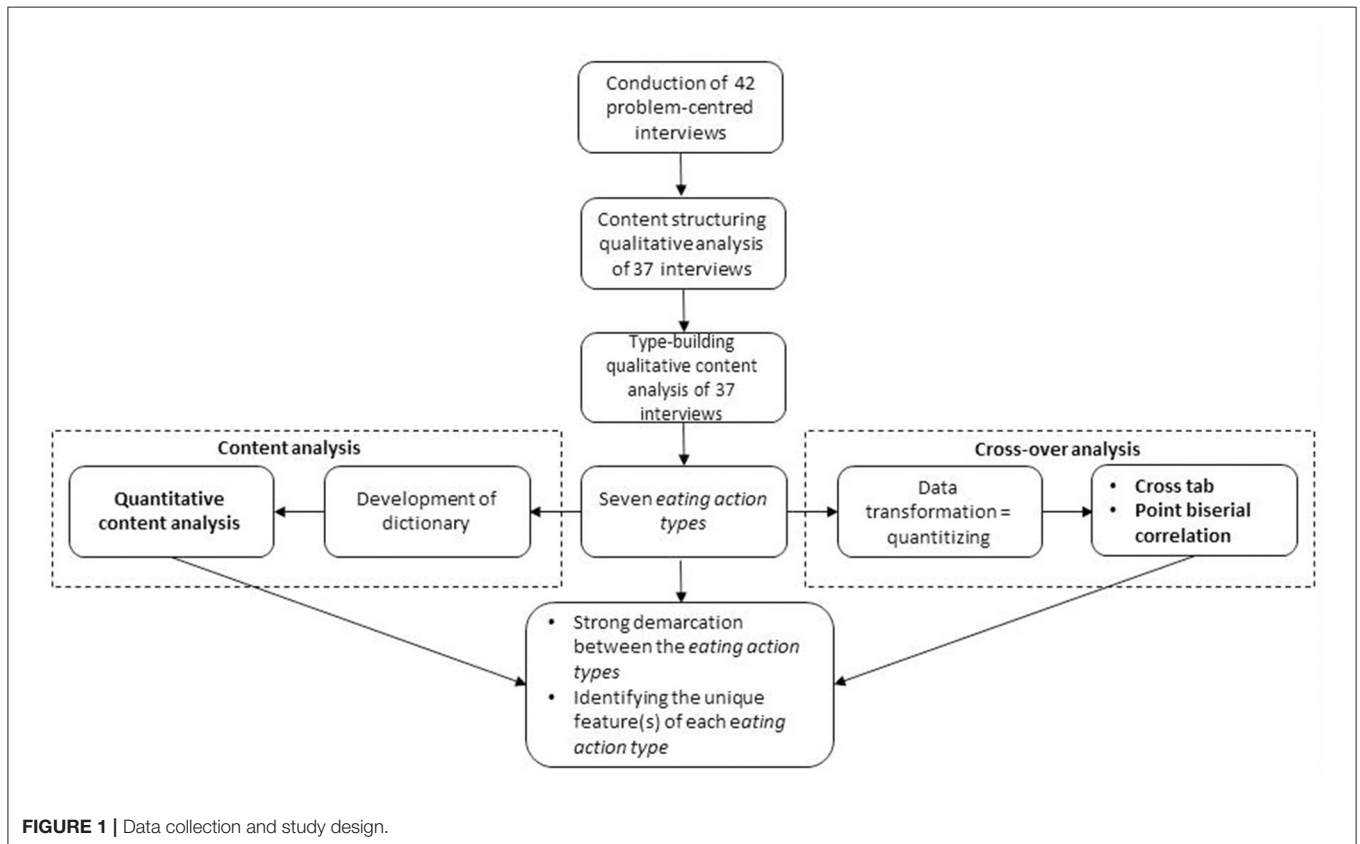 Conduction of 42
problem-centred
interviews
Content structuring
qualitative analysis
of 37 interviews
Type-building
qualitative content
analysis of 37
interviews
Content analysis
Quantitative
content analysis
Development of
dictionary
Seven eating action
types
Cross-over analysis
Data
transformation =
quantitizing
• Cross tab
• Point biserial
correlation
• Strong demarcation
between the eating action
types
• Identifying the unique
feature(s) of each eating
action type
FIGURE 1 | Data collection and study design.